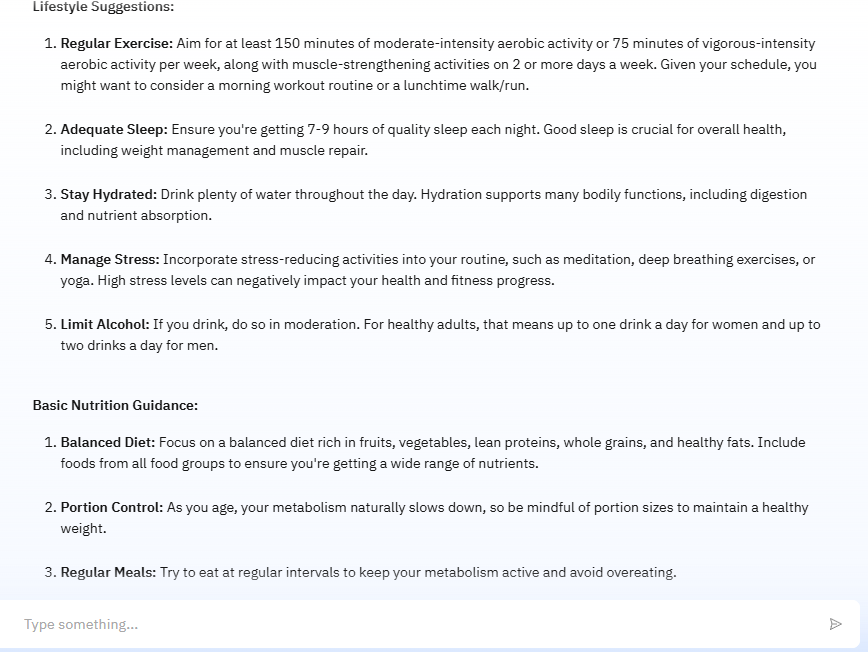 Lifestyle Suggestions:
1. Regular Exercise: Aim for at least 150 minutes of moderate-intensity aerobic activity or 75 minutes of vigorous-intensity
aerobic activity per week, along with muscle-strengthening activities on 2 or more days a week. Given your schedule, you
might want to consider a morning workout routine or a lunchtime walk/run.
2. Adequate Sleep: Ensure you're getting 7-9 hours of quality sleep each night. Good sleep is crucial for overall health,
including weight management and muscle repair.
3. Stay Hydrated: Drink plenty of water throughout the day. Hydration supports many bodily functions, including digestion
and nutrient absorption.
4. Manage Stress: Incorporate stress-reducing activities into your routine, such as meditation, deep breathing exercises, or
yoga. High stress levels can negatively impact your health and fitness progress.
5. Limit Alcohol: If you drink, do so in moderation. For healthy adults, that means up to one drink a day for women and up to
two drinks a day for men.
Basic Nutrition Guidance:
1. Balanced Diet: Focus on a balanced diet rich in fruits, vegetables, lean proteins, whole grains, and healthy fats. Include
foods from all food groups to ensure you're getting a wide range of nutrients.
2. Portion Control: As you age, your metabolism naturally slows down, so be mindful of portion sizes to maintain a healthy
weight.
3. Regular Meals: Try to eat at regular intervals to keep your metabolism active and avoid overeating.
Type something...